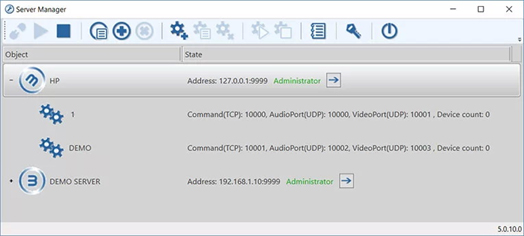 Server Manager
Object State
HP Address: 127.0.0.1:9999 Administrator
1 Command(TCP): 10000, AudioPort(UDP): 10000, VideoPort(UDP): 10001 , Device count: 0
DEMO Command(TCP): 10001, AudioPort(UDP): 10002, VideoPort(UDP): 10003 , Device count: 0
DEMO SERVER Address: 192.168.1.10:9999 Administrator
5.0.10.0